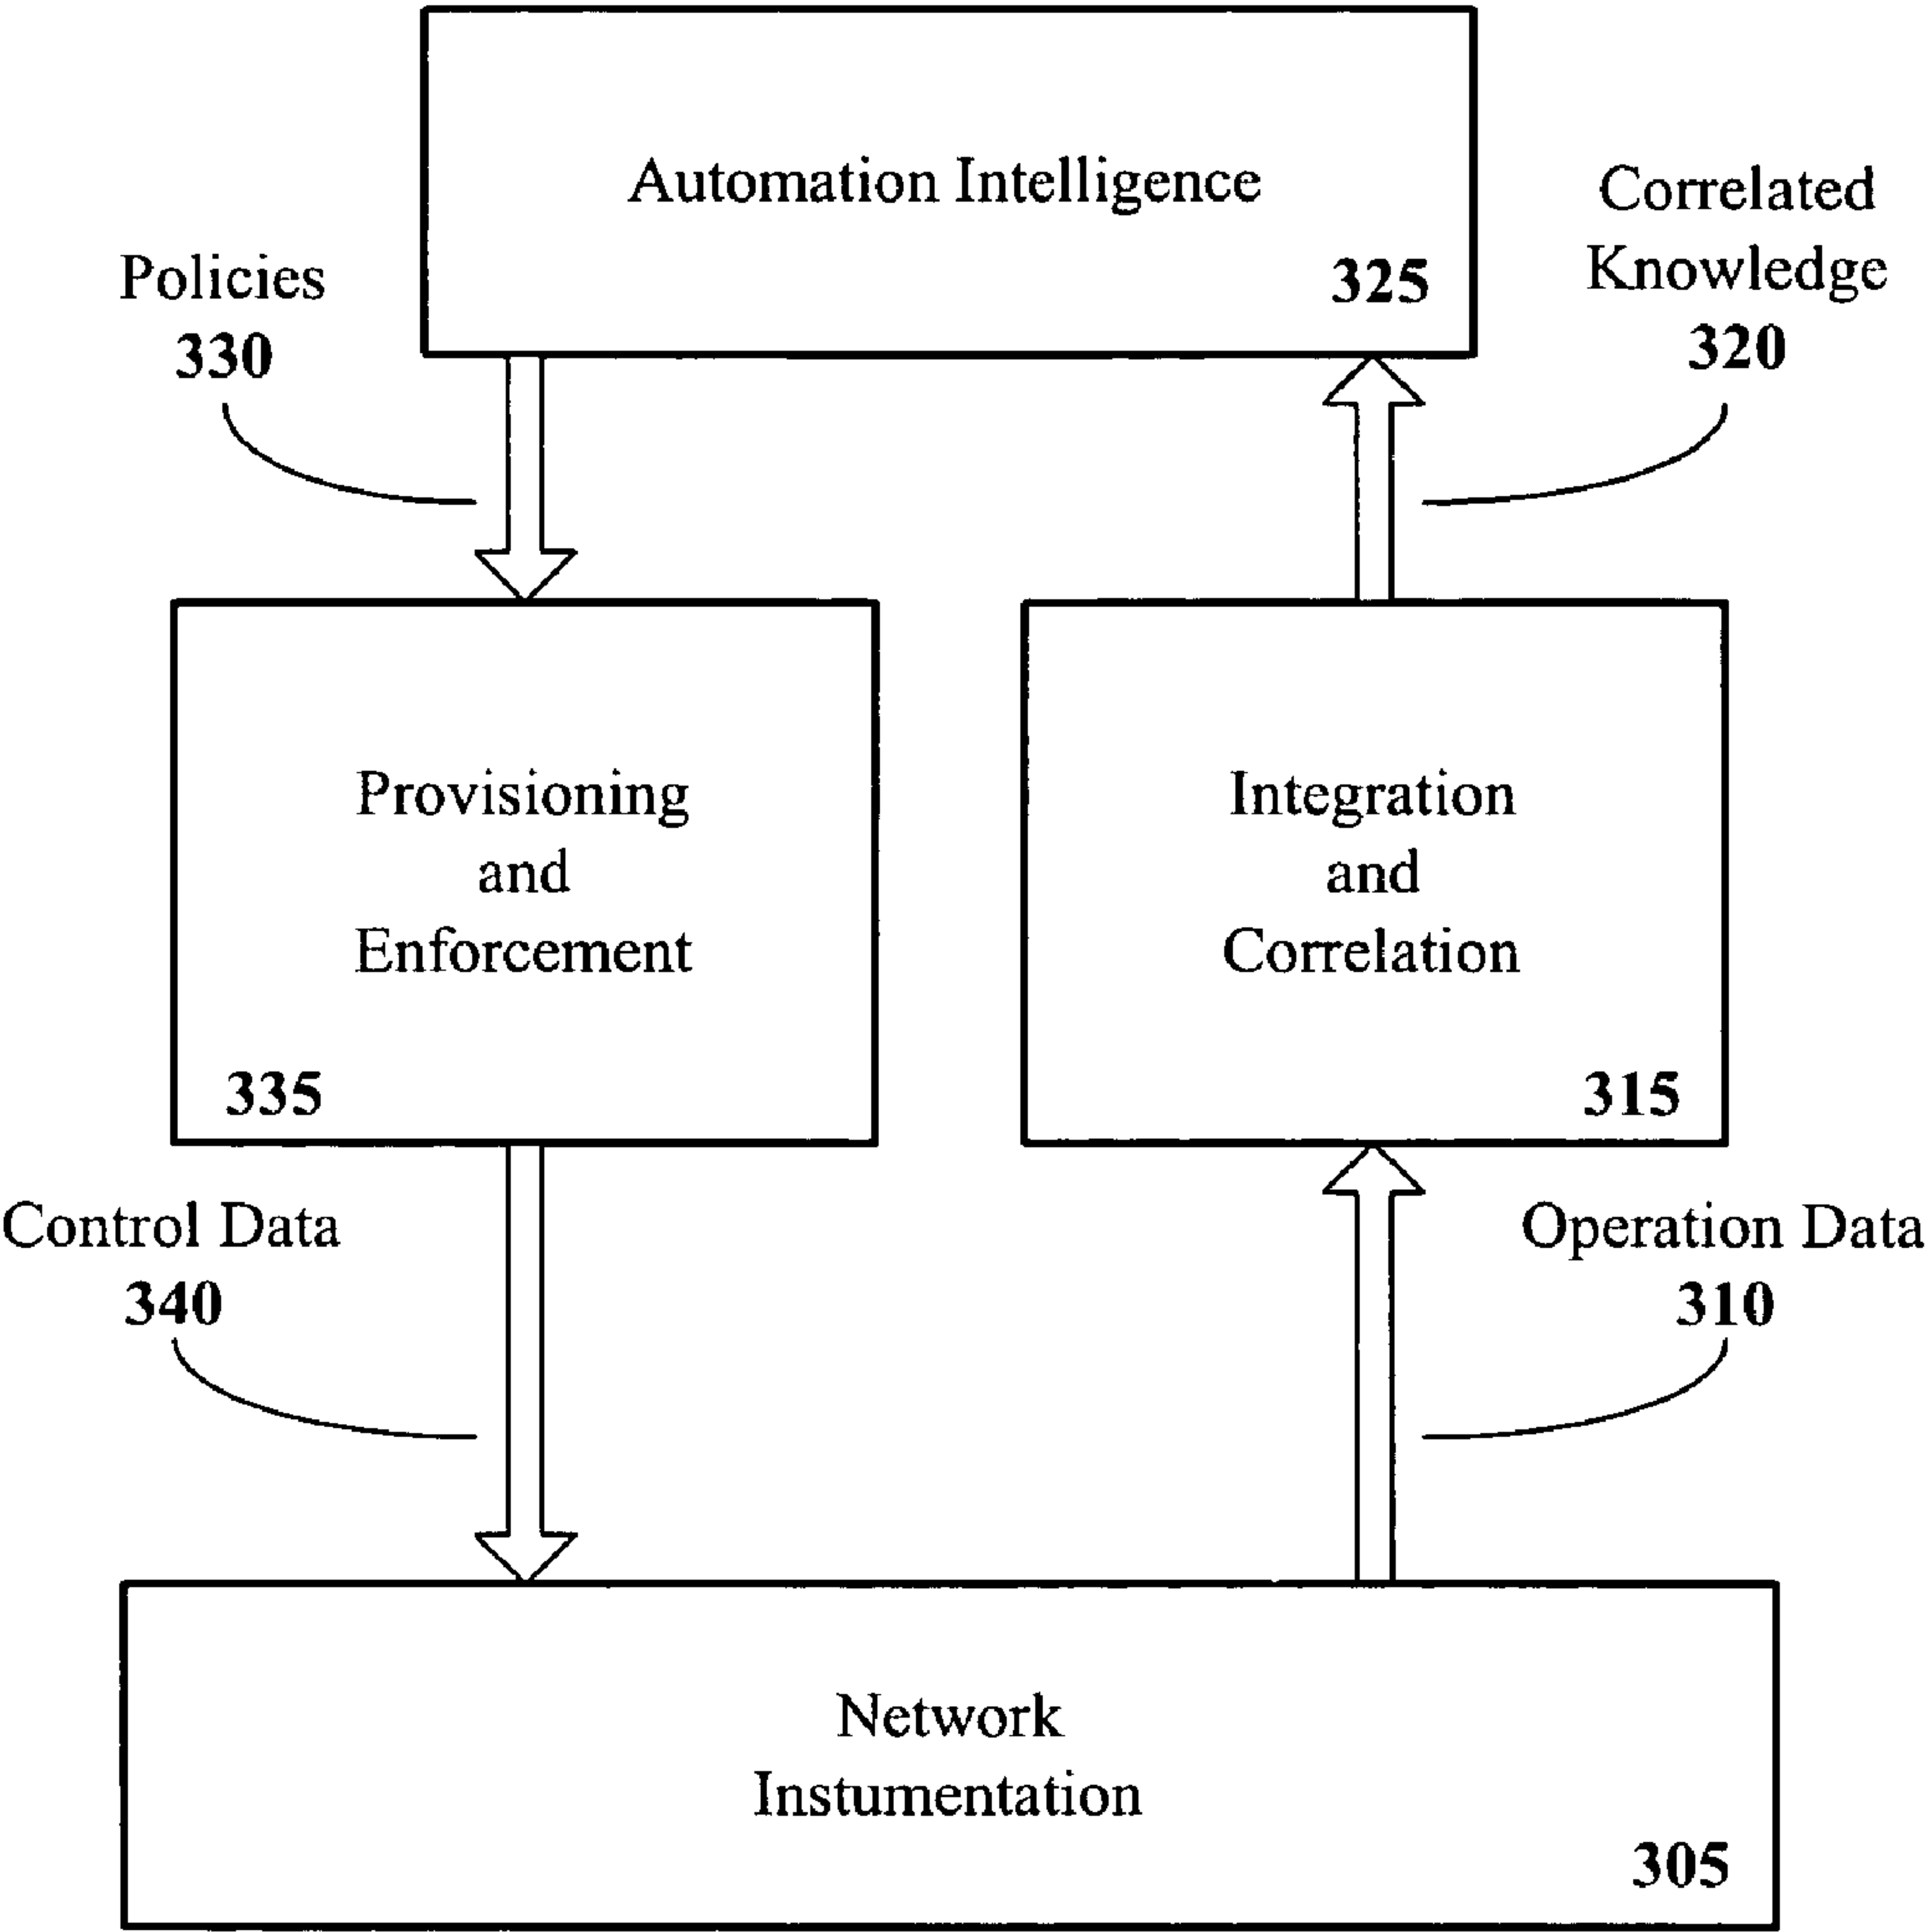 Automation Intelligence
325
Policies
330
Correlated
Knowledge
320
Provisioning
and
Enforcement
335
Integration
and
Correlation
315
Control Data
340
Operation Data
310
Network
Instumentation
305